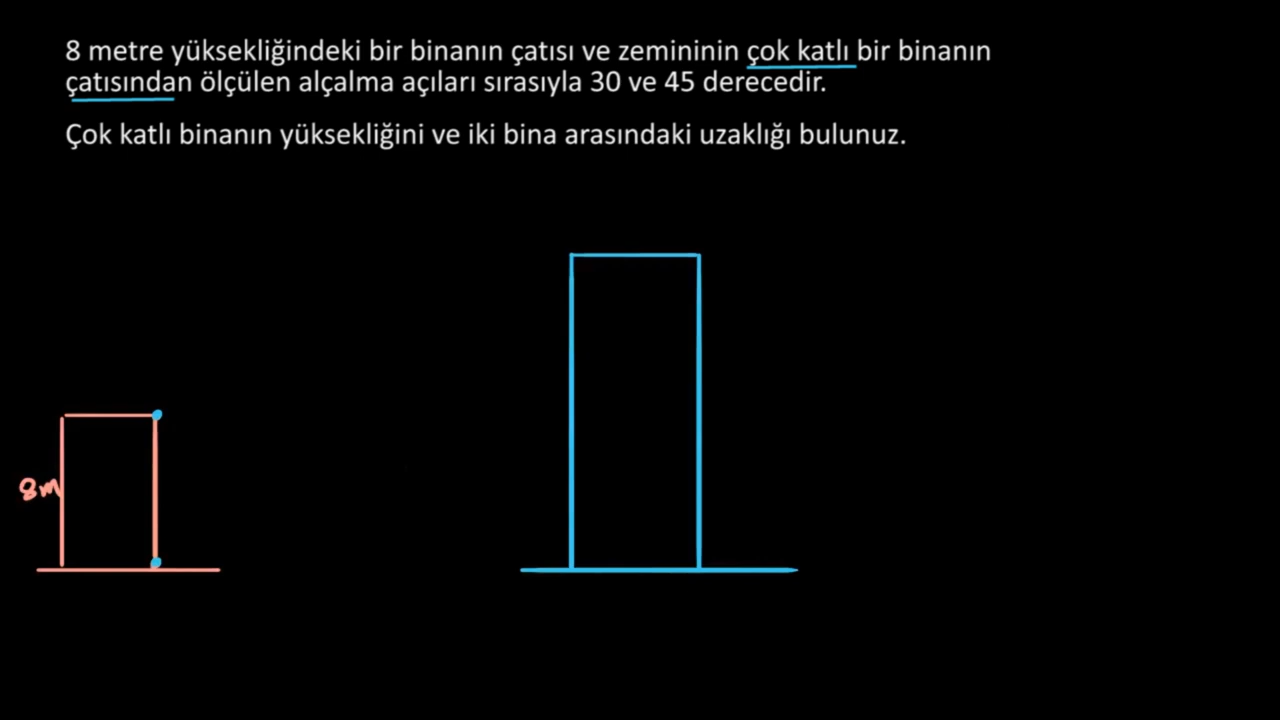 8 metre yüksekliğindeki bir binanın çatısı ve zemininin çok katlı bir binanın
çatısından ölçülen alçalma açıları sırasıyla 30 ve 45 derecedir.
Çok katlı binanın yüksekliğini ve iki bina arasındaki uzaklığı bulunuz.
8m